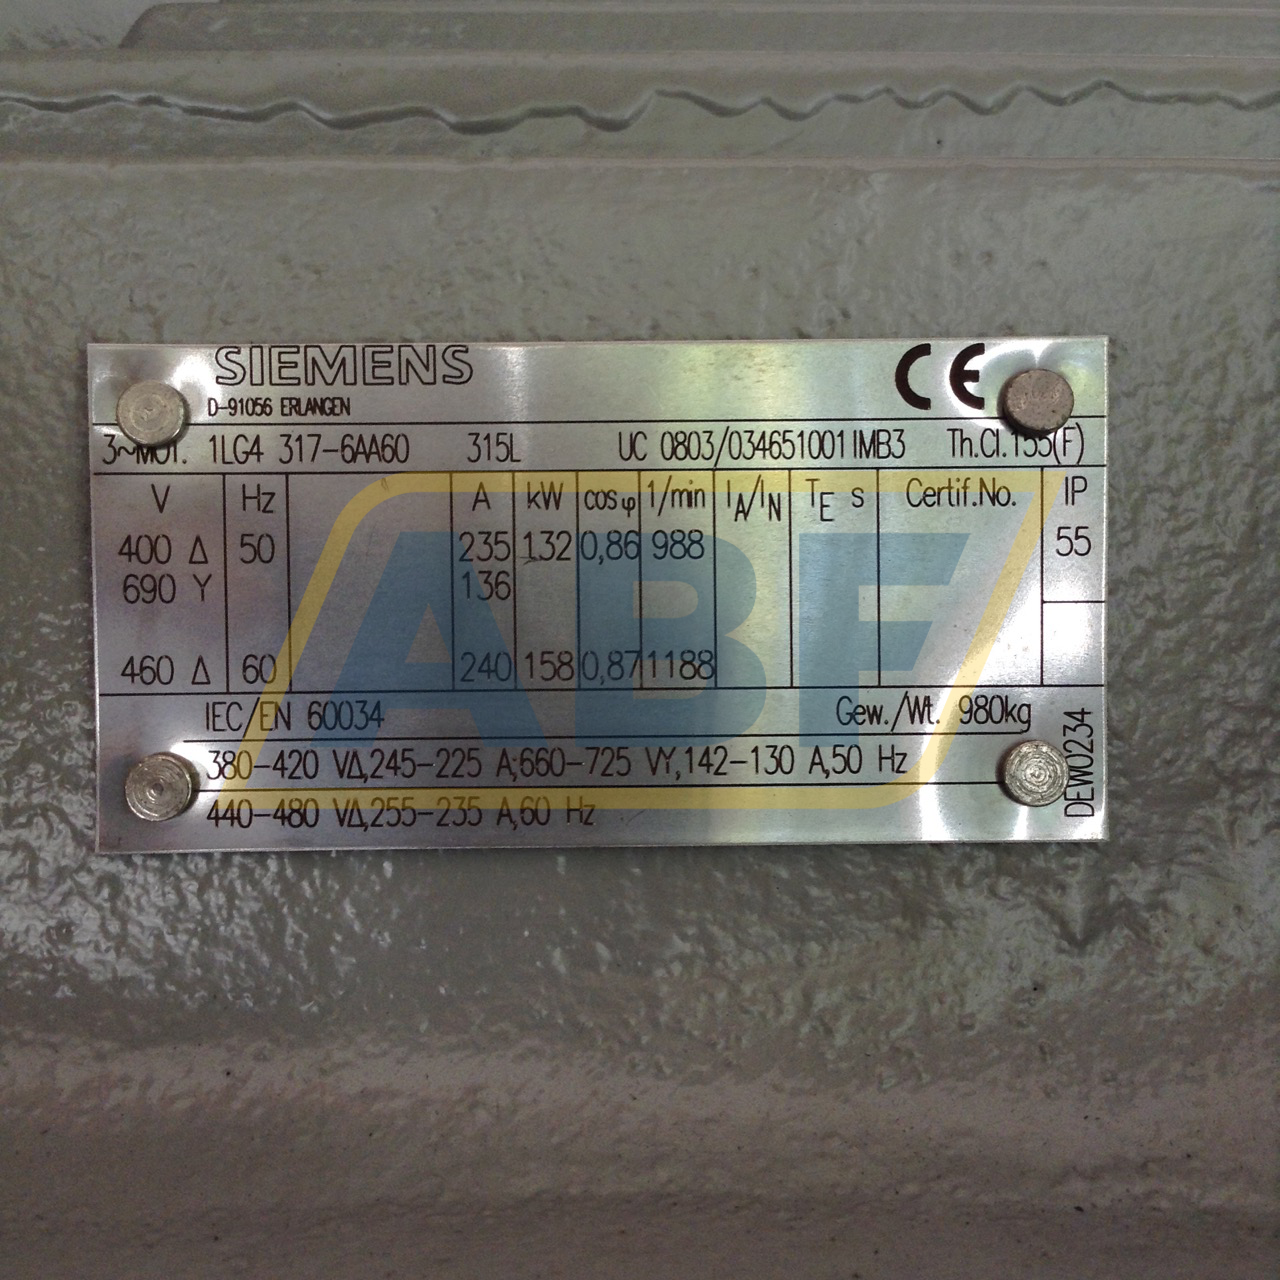 SIEMENS CE
D-91056 ERLANGEN
3~MOT. 1LG4 317-6AA60 315L UC 0803/034651001 IMB3 Th.Cl.155(F)
V Hz A kW cosφ 1/min IA/IN TE s Certif.No. IP
400 Δ 50 235 132 0,86 988 55
690 Y 136
460 Δ 60 240 158 0,87 1188
IEC/EN 60034 Gew./Wt. 980kg
380-420 VΔ,245-225 A;660-725 VY,142-130 A,50 Hz
440-480 VΔ,255-235 A,60 Hz
DEW0234
ABF